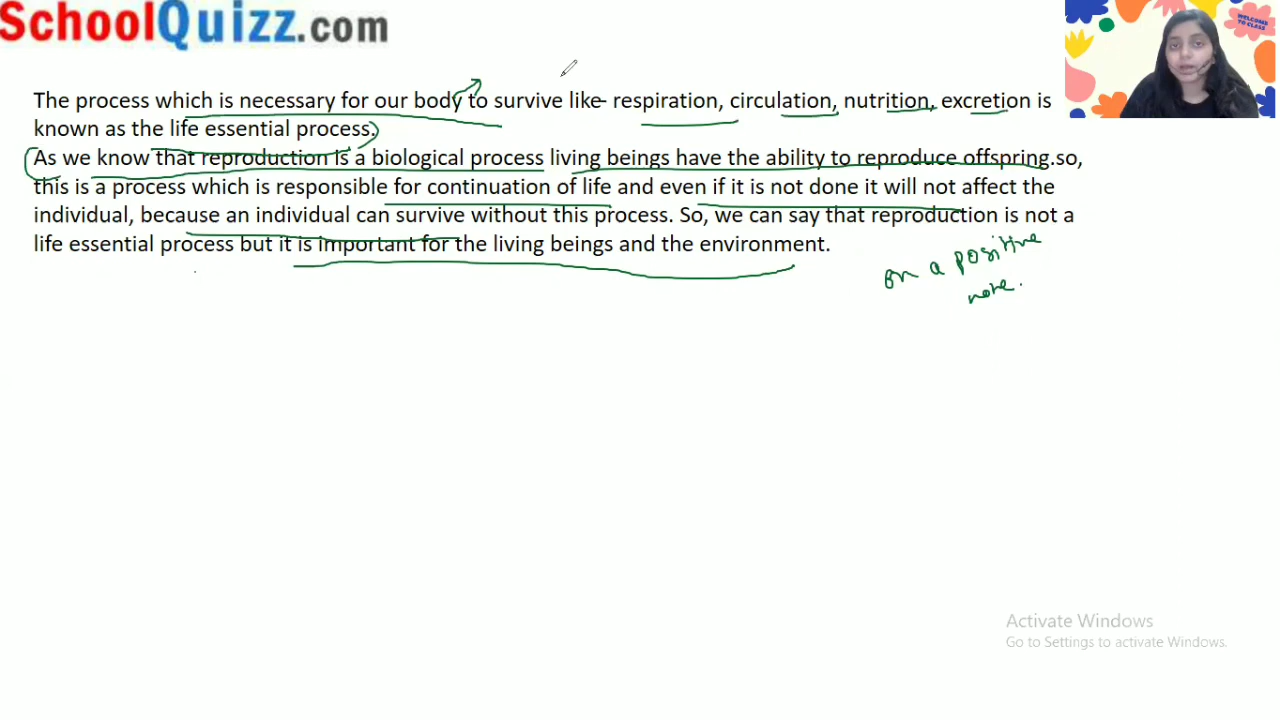 SchoolQuizz.com
WELCOME
TO CLASS
The process which is necessary for our body to survive like- respiration, circulation, nutrition, excretion is
known as the life essential process.
As we know that reproduction is a biological process living beings have the ability to reproduce offspring.so,
this is a process which is responsible for continuation of life and even if it is not done it will not affect the
individual, because an individual can survive without this process. So, we can say that reproduction is not a
life essential process but it is important for the living beings and the environment.
on a positive
note.
Activate Windows
Go to Settings to activate Windows.